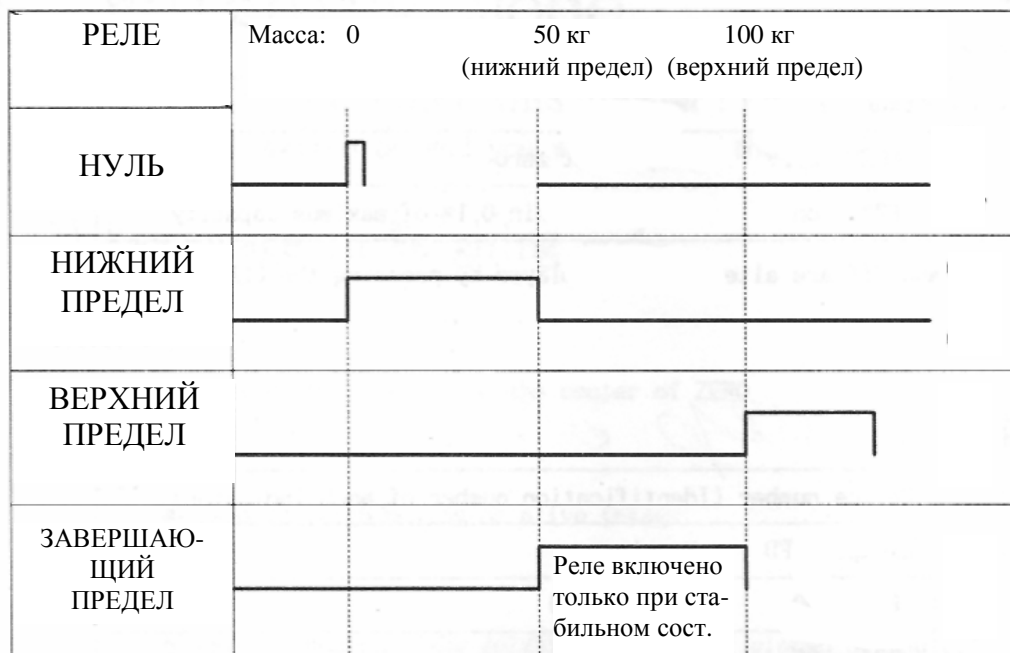 РЕЛЕ
Масса: 0 50 кг 100 кг
(нижний предел) (верхний предел)
НУЛЬ
НИЖНИЙ
ПРЕДЕЛ
ВЕРХНИЙ
ПРЕДЕЛ
ЗАВЕРШАЮ-
ЩИЙ
ПРЕДЕЛ
Реле включено
только при ста-
бильном сост.